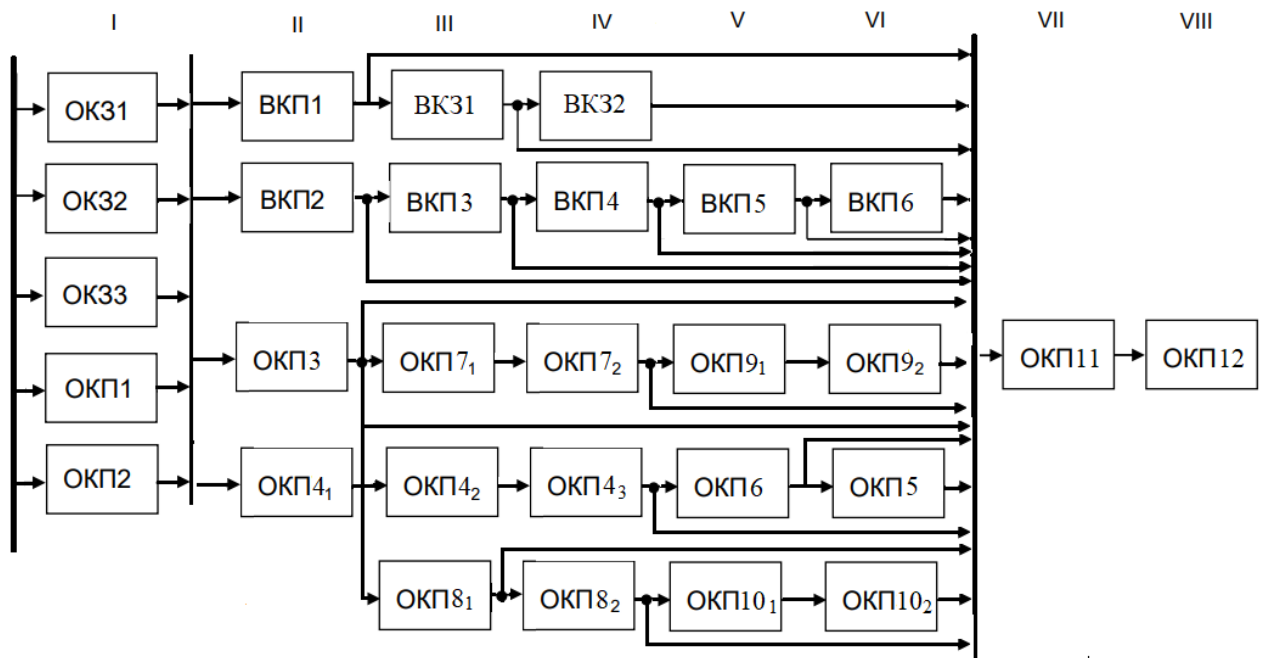 I II III IV V VI VII VIII
ОКЗ1 ВКП1 ВКЗ1 ВКЗ2
ОКЗ2 ВКП2 ВКП3 ВКП4 ВКП5 ВКП6
ОКЗ3
ОКП1 ОКП3 ОКП7₁ ОКП7₂ ОКП9₁ ОКП9₂ ОКП11 ОКП12
ОКП2 ОКП4₁ ОКП4₂ ОКП4₃ ОКП6 ОКП5
ОКП8₁ ОКП8₂ ОКП10₁ ОКП10₂